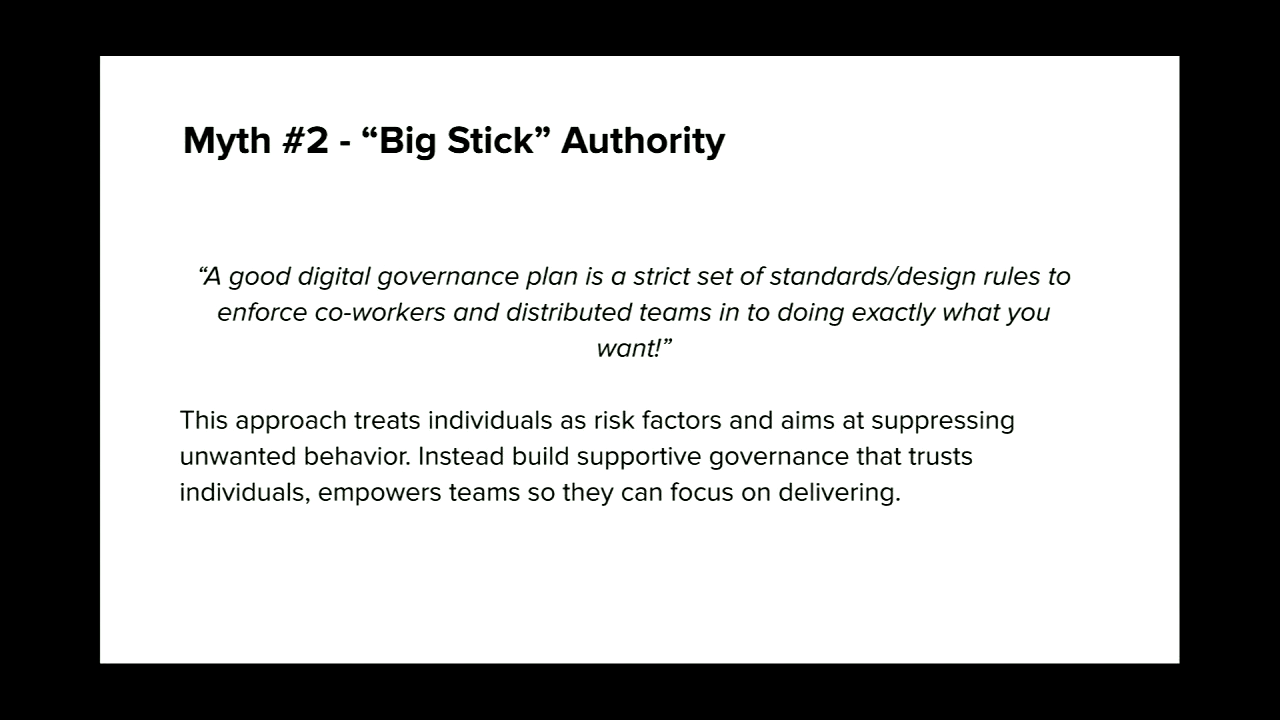 Myth #2 - “Big Stick” Authority
“A good digital governance plan is a strict set of standards/design rules to
enforce co-workers and distributed teams in to doing exactly what you
want!”
This approach treats individuals as risk factors and aims at suppressing
unwanted behavior. Instead build supportive governance that trusts
individuals, empowers teams so they can focus on delivering.